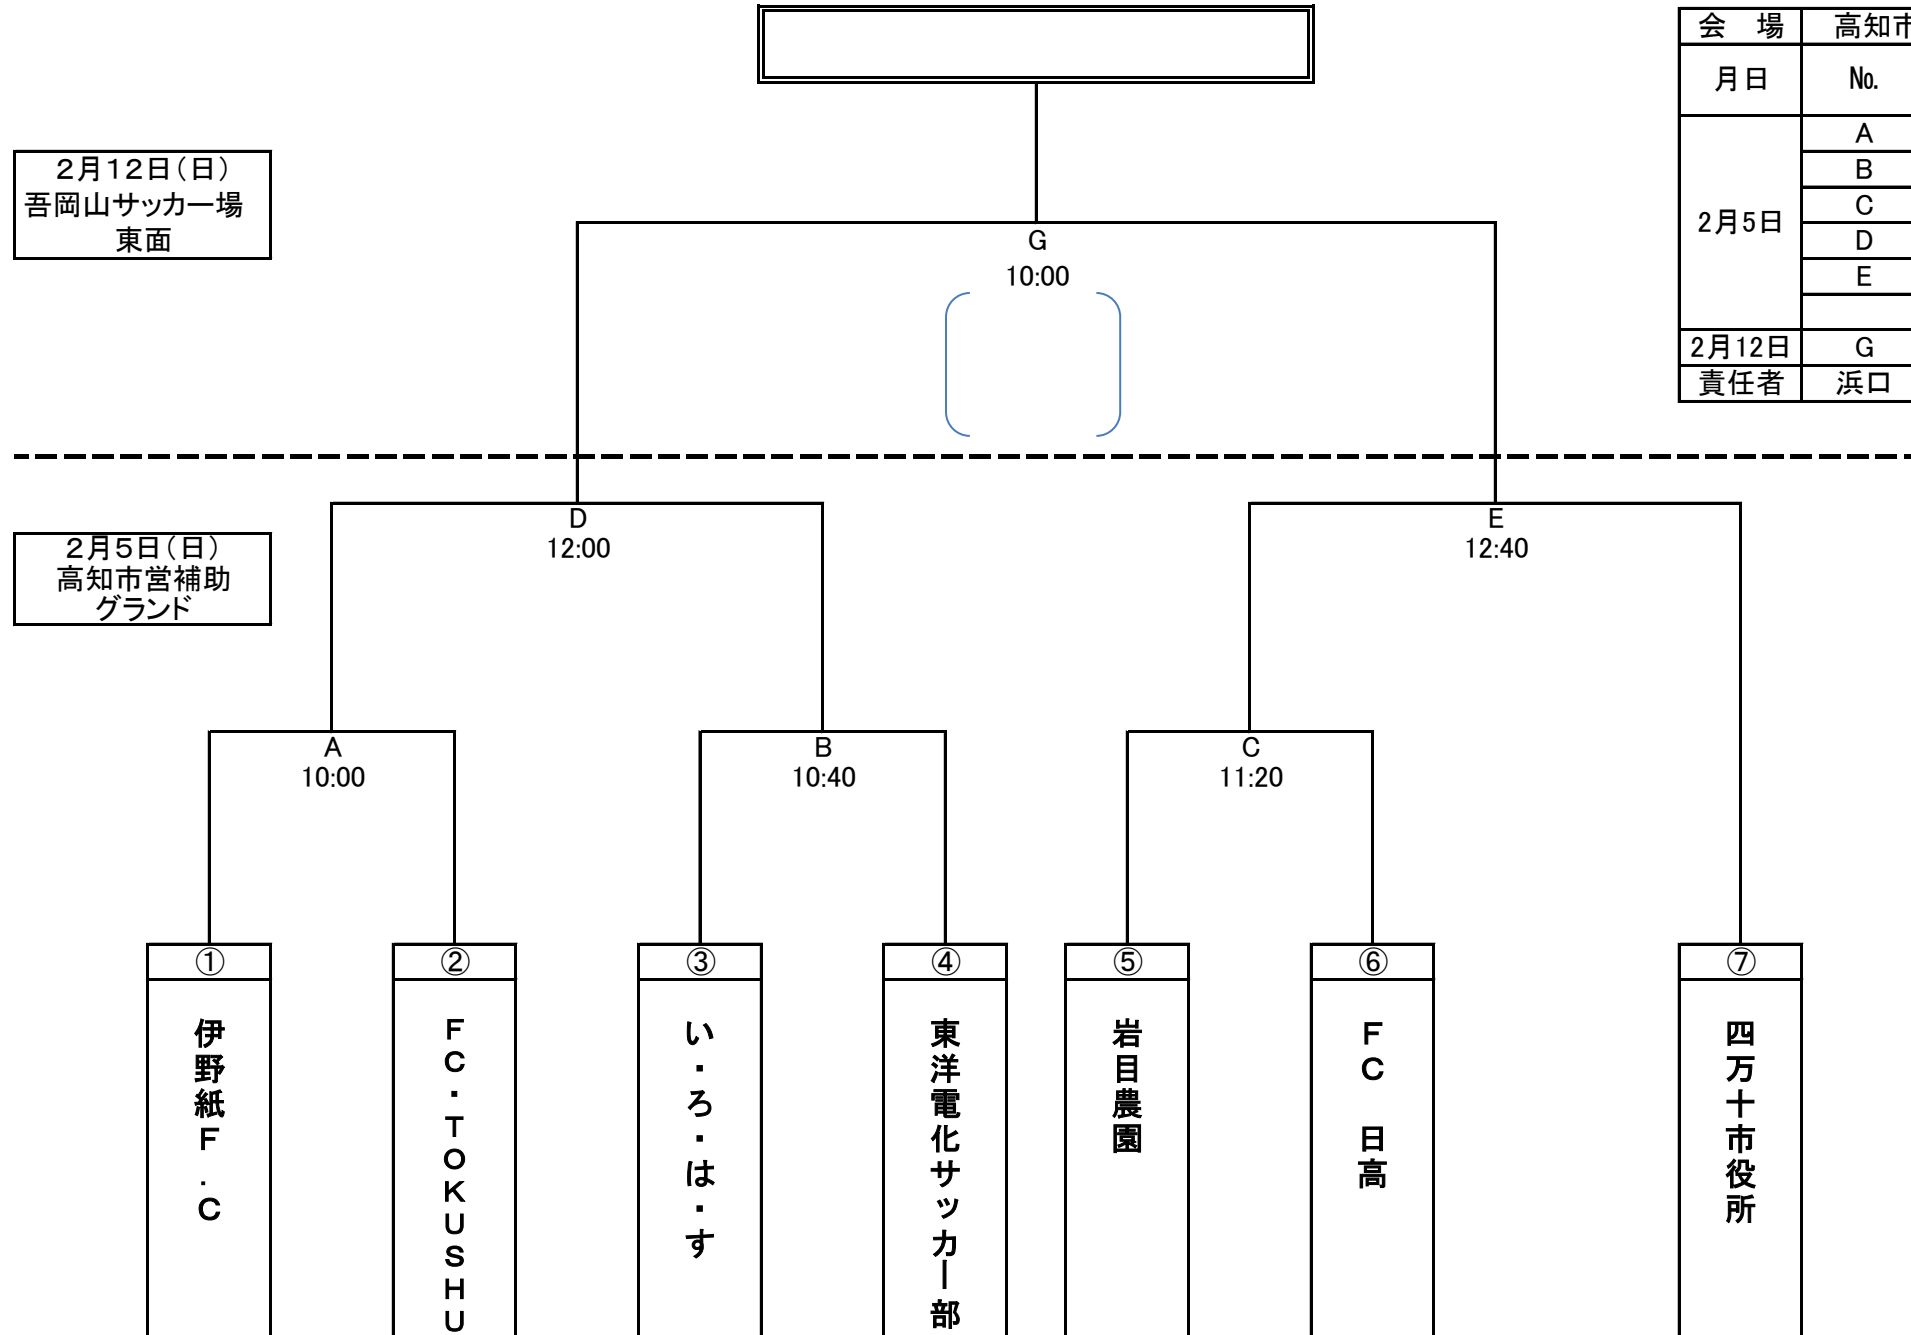 会　場 高知市
月日 No.
2月5日 A
B
C
D
E
2月12日 G
責任者 浜口
２月１２日（日）
吾岡山サッカー場
東面
G
10:00
２月５日（日）
高知市営補助
グランド
D
12:00
E
12:40
A
10:00
B
10:40
C
11:20
①
伊野紙Ｆ.Ｃ
②
ＦＣ・ＴＯＫＵＳＨＵ
③
い・ろ・は・す
④
東洋電化サッカー部
⑤
岩目農園
⑥
ＦＣ　日高
⑦
四万十市役所